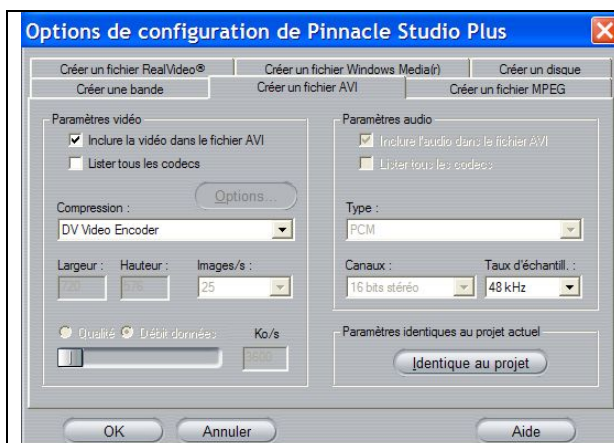 Options de configuration de Pinnacle Studio Plus
Créer un fichier RealVideo® Créer un fichier Windows Media(r) Créer un disque
Créer une bande Créer un fichier AVI Créer un fichier MPEG
Paramètres vidéo
Inclure la vidéo dans le fichier AVI
Lister tous les codecs
Options...
Compression :
DV Video Encoder
Largeur : Hauteur : Images/s :
720 576 25
Qualité Débit données Ko/s
3600
Paramètres audio
Inclure l'audio dans le fichier AVI
Lister tous les codecs
Type :
PCM
Canaux : Taux d'échantill. :
16 bits stéréo 48 kHz
Paramètres identiques au projet actuel
Identique au projet
OK Annuler Aide